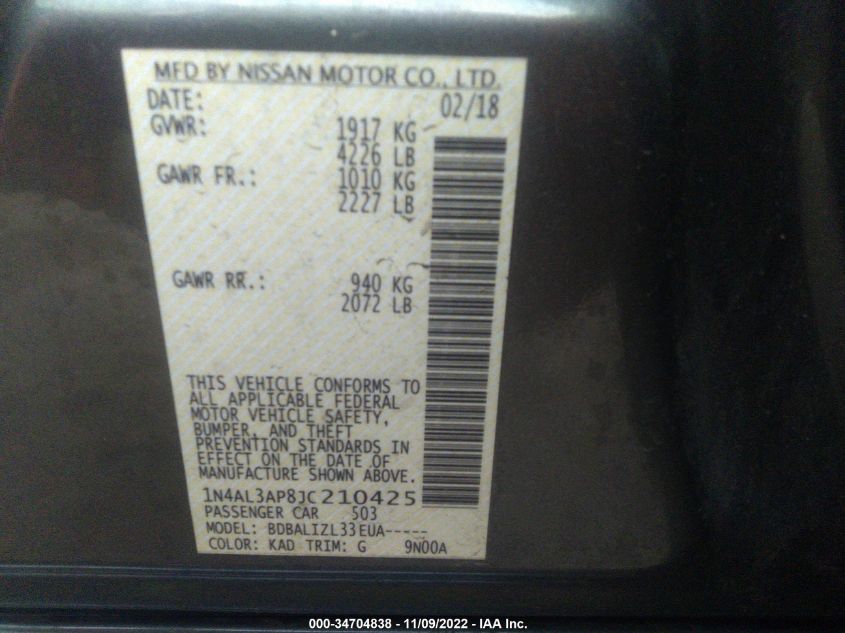 MFD BY NISSAN MOTOR CO., LTD.
DATE: 02/18
GVWR: 1917 KG
4226 LB
GAWR FR.: 1010 KG
2227 LB
GAWR RR.: 940 KG
2072 LB
THIS VEHICLE CONFORMS TO
ALL APPLICABLE FEDERAL
MOTOR VEHICLE SAFETY,
BUMPER, AND THEFT
PREVENTION STANDARDS IN
EFFECT ON THE DATE OF
MANUFACTURE SHOWN ABOVE.
1N4AL3AP8JC210425
PASSENGER CAR 503
MODEL: BDBALIZL33EUA-----
COLOR: KAD TRIM: G 9N00A
000-34704838 - 11/09/2022 - IAA Inc.